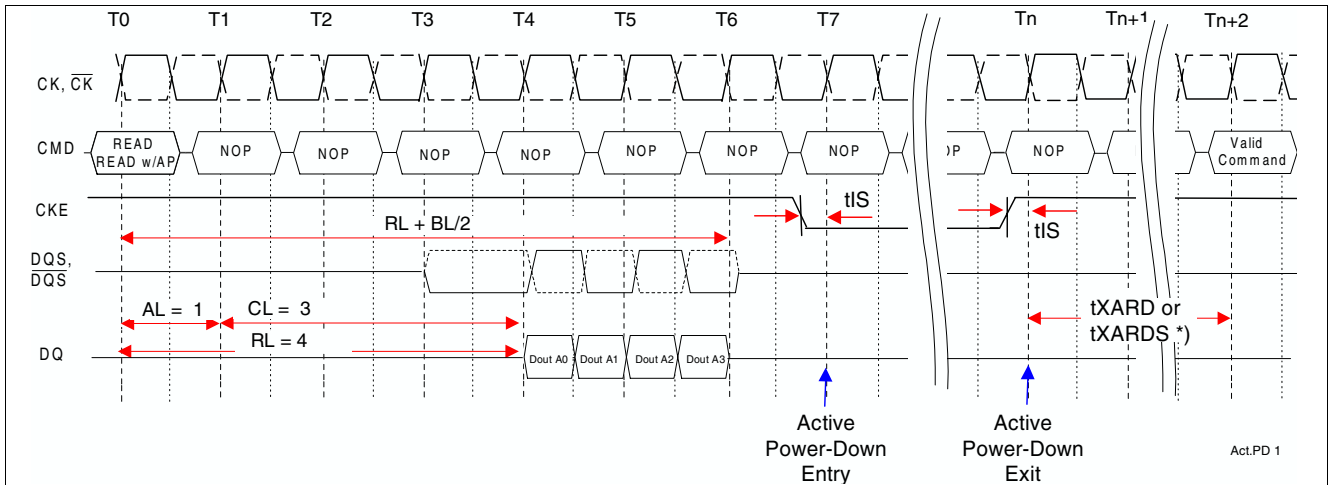 T0 T1 T2 T3 T4 T5 T6 T7 Tn Tn+1 Tn+2
CK, CK
CMD
READ
READ w/AP
NOP NOP NOP NOP NOP NOP NOP NOP NOP
Valid
Command
CKE
tIS
tIS
RL + BL/2
DQS,
DQS
AL = 1
CL = 3
tXARD or
tXARDS *)
RL = 4
DQ
Dout A0 Dout A1 Dout A2 Dout A3
Active
Power-Down
Entry
Active
Power-Down
Exit
Act.PD 1